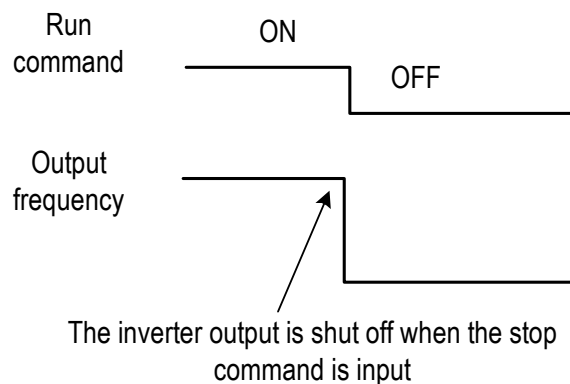 Run
command
ON
OFF
Output
frequency
The inverter output is shut off when the stop
command is input